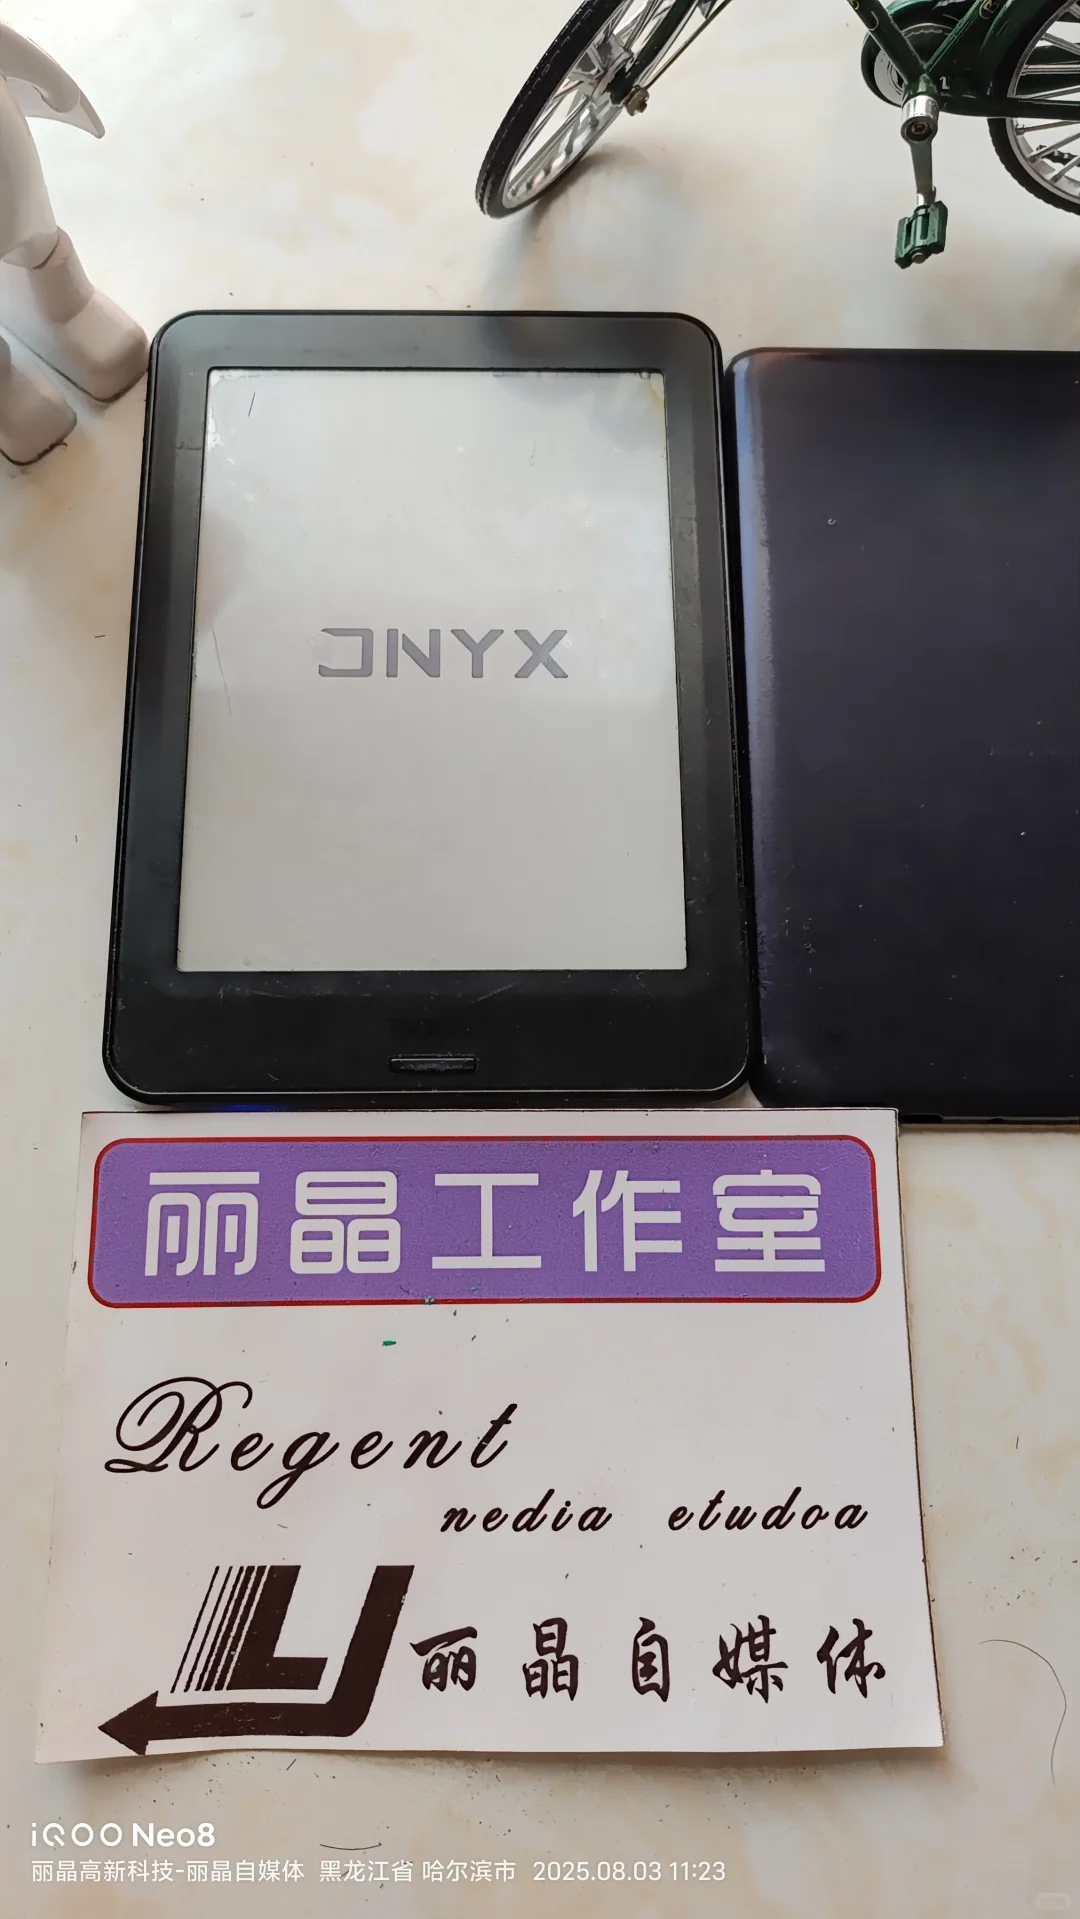 ONYX
丽晶工作室
Regent
nedia etudoa
LJ
丽晶自媒体
iQOO Neo8
丽晶高新科技-丽晶自媒体 黑龙江省 哈尔滨市 2025.08.03 11:23